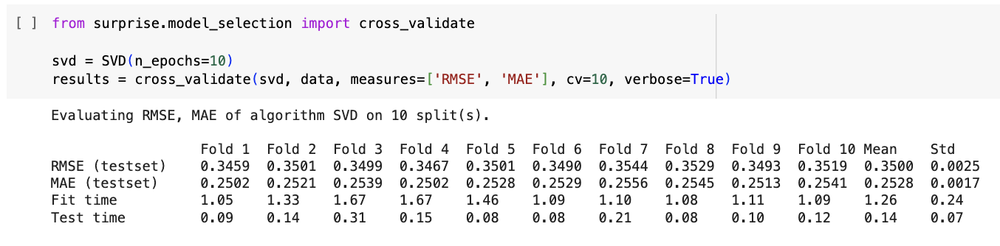 [ ] from surprise.model_selection import cross_validate
svd = SVD(n_epochs=10)
results = cross_validate(svd, data, measures=['RMSE', 'MAE'], cv=10, verbose=True)
Evaluating RMSE, MAE of algorithm SVD on 10 split(s).
Fold 1 Fold 2 Fold 3 Fold 4 Fold 5 Fold 6 Fold 7 Fold 8 Fold 9 Fold 10 Mean Std
RMSE (testset) 0.3459 0.3501 0.3499 0.3467 0.3501 0.3490 0.3544 0.3529 0.3493 0.3519 0.3500 0.0025
MAE (testset) 0.2502 0.2521 0.2539 0.2502 0.2528 0.2529 0.2556 0.2545 0.2513 0.2541 0.2528 0.0017
Fit time 1.05 1.33 1.67 1.67 1.46 1.09 1.10 1.08 1.11 1.09 1.26 0.24
Test time 0.09 0.14 0.31 0.15 0.08 0.08 0.21 0.08 0.10 0.12 0.14 0.07